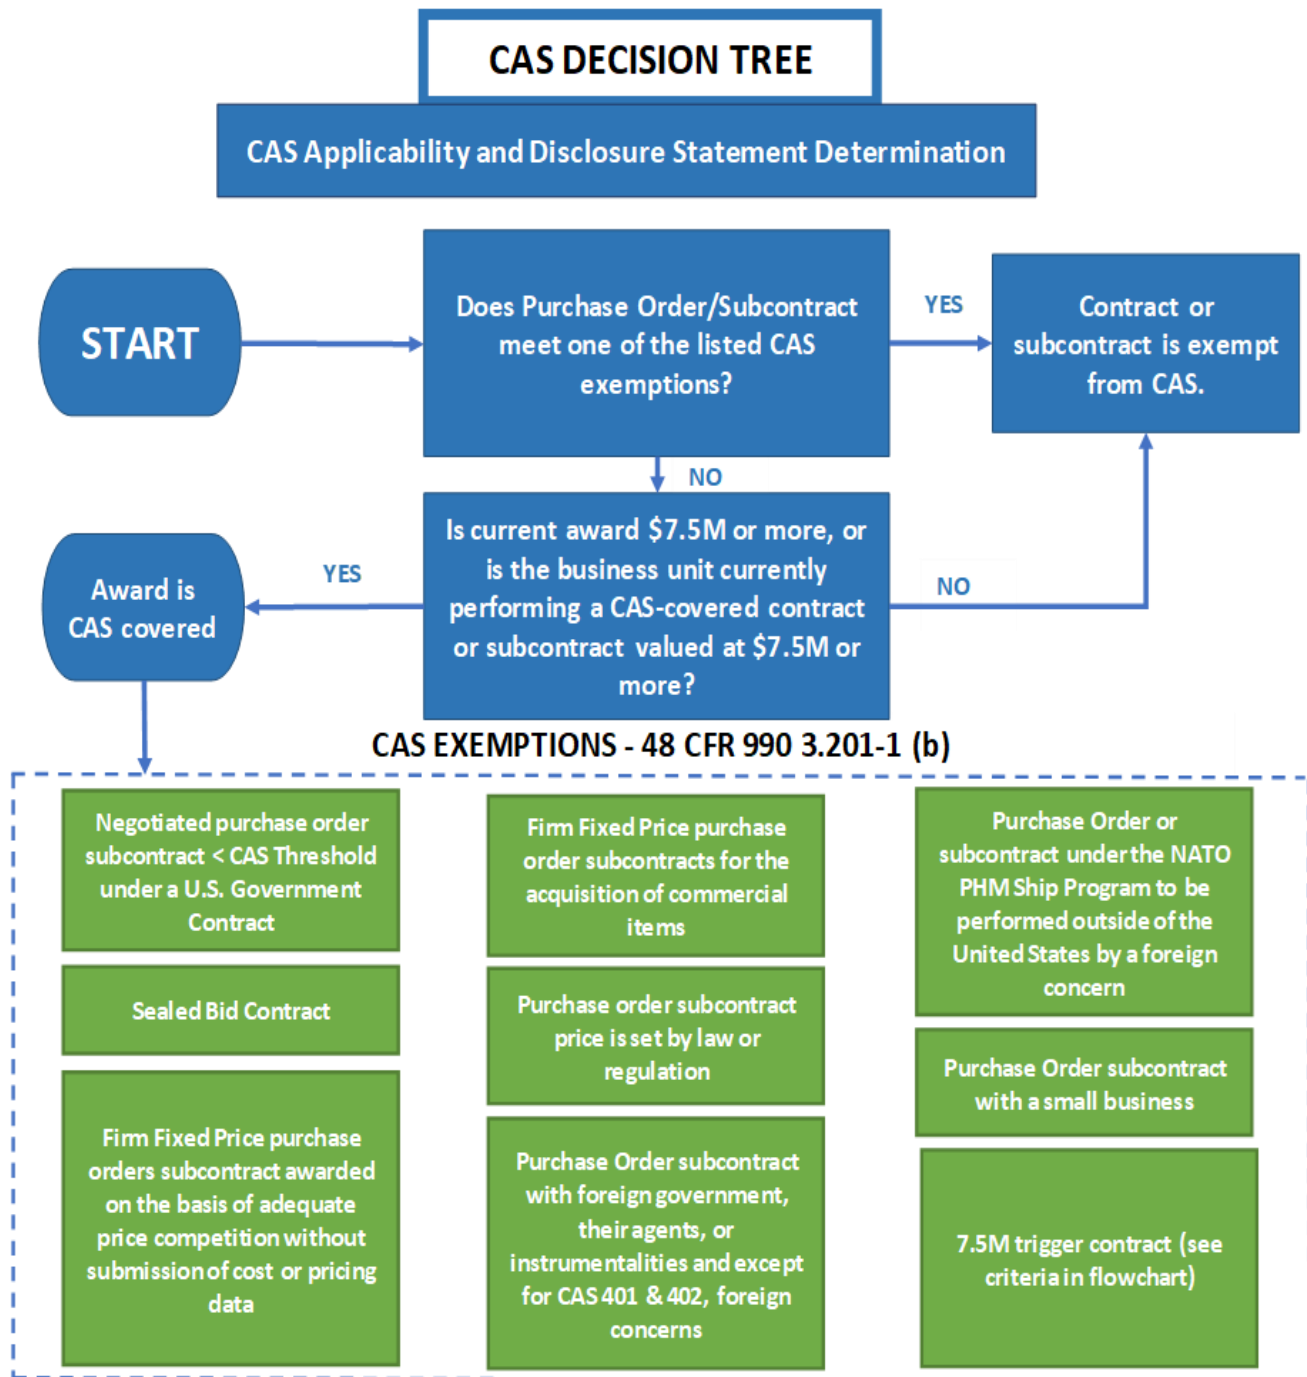 CAS DECISION TREE
CAS Applicability and Disclosure Statement Determination
START
Does Purchase Order/Subcontract
meet one of the listed CAS
exemptions?
YES
Contract or
subcontract is exempt
from CAS.
NO
Is current award $7.5M or more, or
is the business unit currently
performing a CAS-covered contract
or subcontract valued at $7.5M or
more?
YES
NO
Award is
CAS covered
CAS EXEMPTIONS - 48 CFR 990 3.201-1 (b)
Negotiated purchase order
subcontract < CAS Threshold
under a U.S. Government
Contract
Sealed Bid Contract
Firm Fixed Price purchase
orders subcontract awarded
on the basis of adequate
price competition without
submission of cost or pricing
data
Firm Fixed Price purchase
order subcontracts for the
acquisition of commercial
items
Purchase order subcontract
price is set by law or
regulation
Purchase Order subcontract
with foreign government,
their agents, or
instrumentalities and except
for CAS 401 & 402, foreign
concerns
Purchase Order or
subcontract under the NATO
PHM Ship Program to be
performed outside of the
United States by a foreign
concern
Purchase Order subcontract
with a small business
7.5M trigger contract (see
criteria in flowchart)